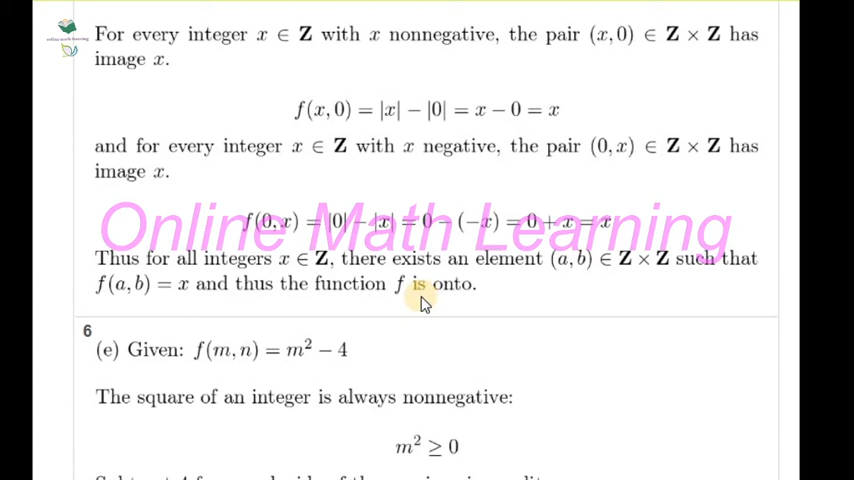 online math learning
For every integer x ∈ Z with x nonnegative, the pair (x, 0) ∈ Z × Z has
image x.
f(x, 0) = |x| − |0| = x − 0 = x
and for every integer x ∈ Z with x negative, the pair (0, x) ∈ Z × Z has
image x.
f(0, x) = |0| − |x| = 0 − (−x) = 0 + x = x
Online Math Learning
Thus for all integers x ∈ Z, there exists an element (a, b) ∈ Z × Z such that
f(a, b) = x and thus the function f is onto.
6
(e) Given: f(m, n) = m² − 4
The square of an integer is always nonnegative:
m² ≥ 0